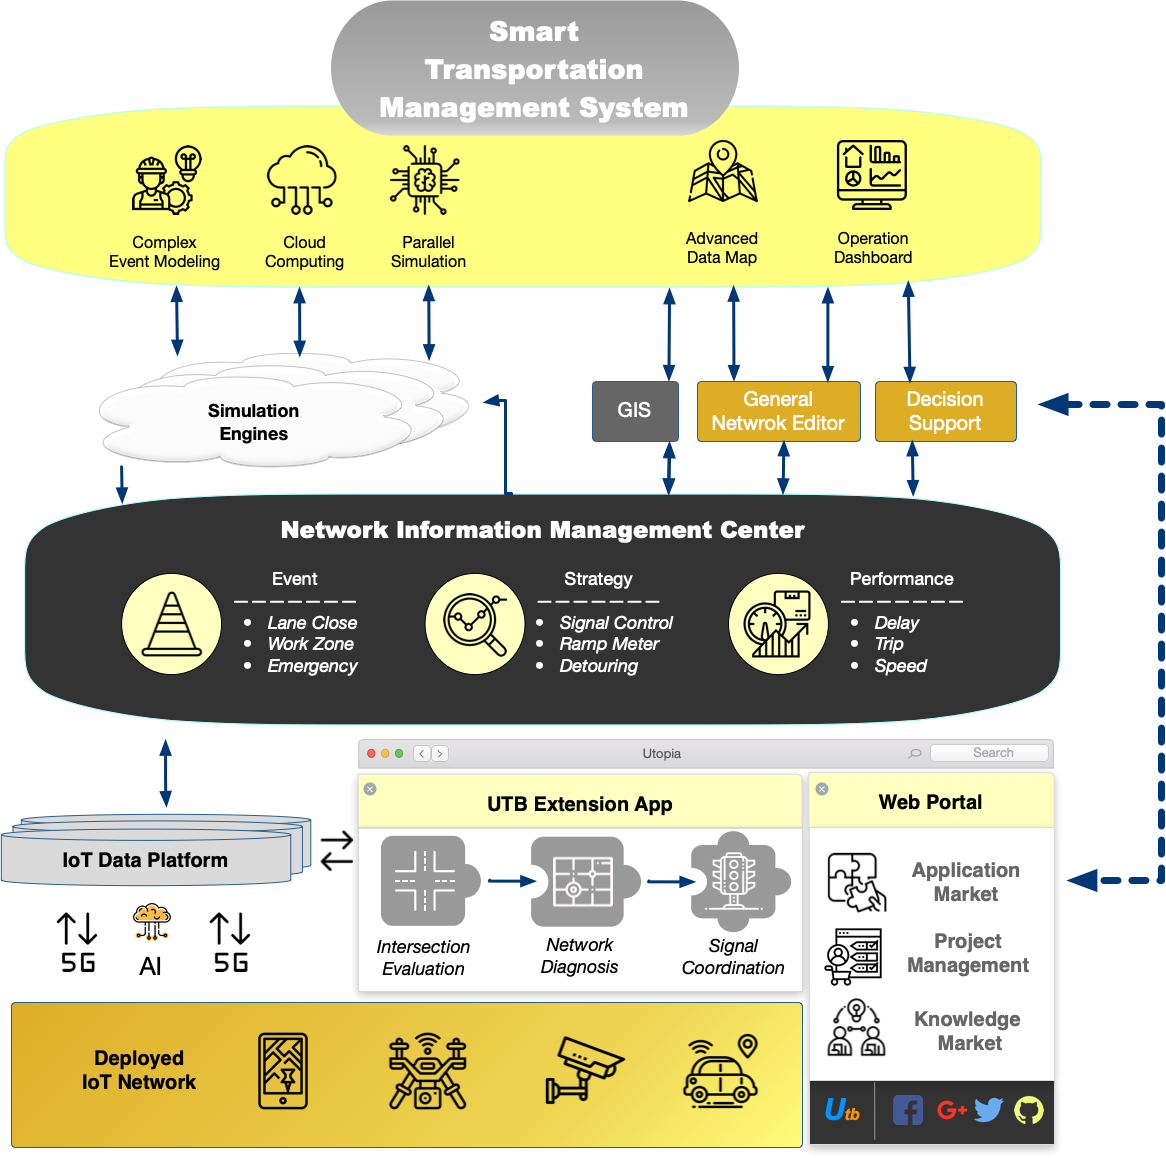 Smart
Transportation
Management System
Complex
Event Modeling
Cloud
Computing
Parallel
Simulation
Advanced
Data Map
Operation
Dashboard
Simulation
Engines
GIS
General
Netwrok Editor
Decision
Support
Network Information Management Center
Event
• Lane Close
• Work Zone
• Emergency
Strategy
• Signal Control
• Ramp Meter
• Detouring
Performance
• Delay
• Trip
• Speed
Utopia
Search
UTB Extension App
Intersection
Evaluation
Network
Diagnosis
Signal
Coordination
Web Portal
Application
Market
Project
Management
Knowledge
Market
Utb
G+
IoT Data Platform
5G
AI
5G
Deployed
IoT Network